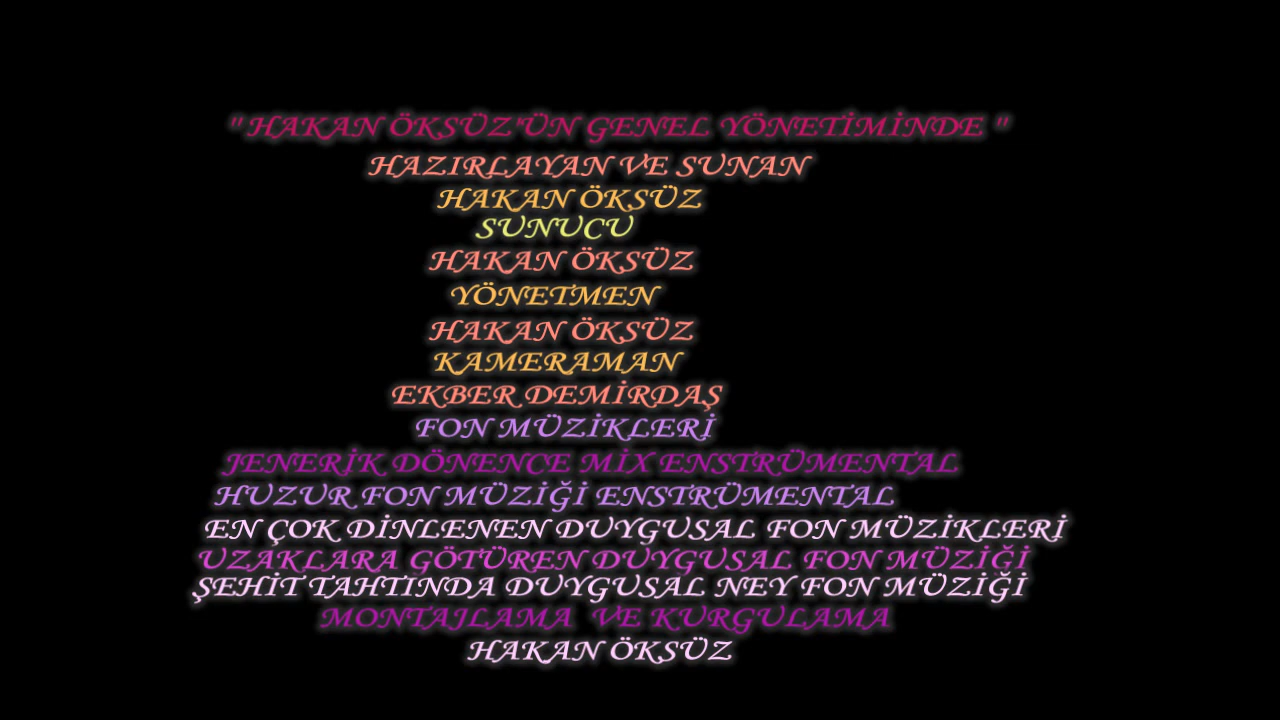 " HAKAN ÖKSÜZ'ÜN GENEL YÖNETİMİNDE "
HAZIRLAYAN VE SUNAN
HAKAN ÖKSÜZ
SUNUCU
HAKAN ÖKSÜZ
YÖNETMEN
HAKAN ÖKSÜZ
KAMERAMAN
EKBER DEMİRDAŞ
FON MÜZİKLERİ
JENERİK DÖNENCE MİX ENSTRÜMENTAL
HUZUR FON MÜZİĞİ ENSTRÜMENTAL
EN ÇOK DİNLENEN DUYGUSAL FON MÜZİKLERİ
UZAKLARA GÖTÜREN DUYGUSAL FON MÜZİĞİ
ŞEHİT TAHTINDA DUYGUSAL NEY FON MÜZİĞİ
MONTAJLAMA VE KURGULAMA
HAKAN ÖKSÜZ